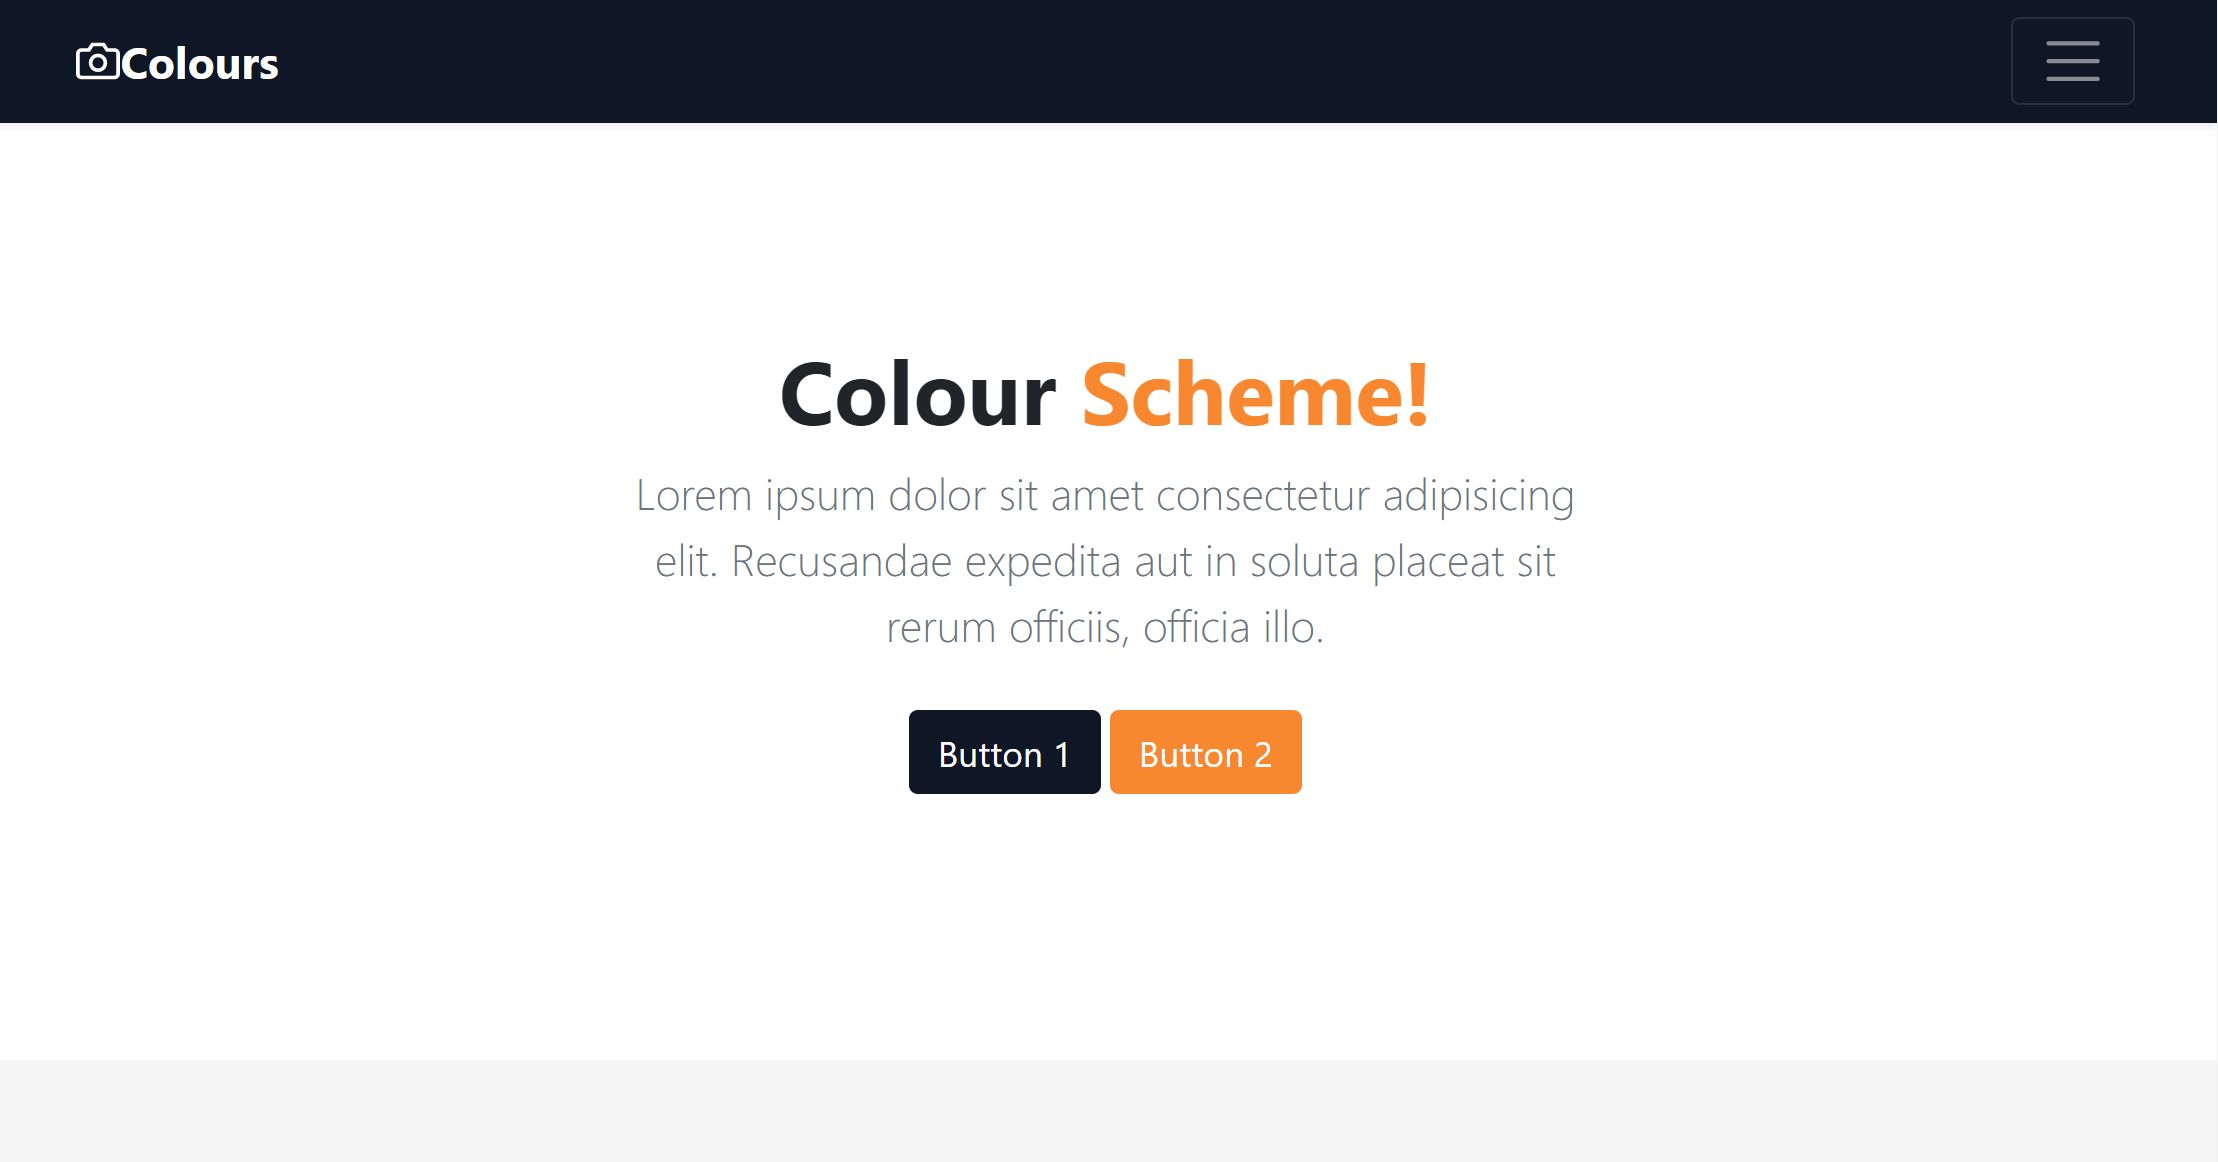 Colours
Colour Scheme!
Lorem ipsum dolor sit amet consectetur adipisicing
elit. Recusandae expedita aut in soluta placeat sit
rerum officiis, officia illo.
Button 1
Button 2